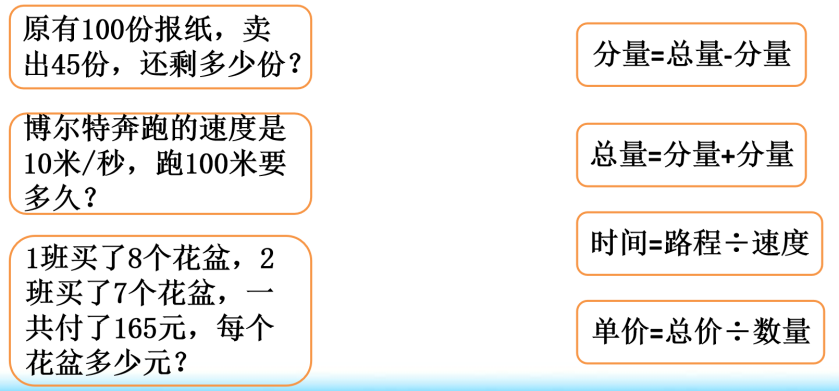 原有100份报纸，卖
出45份，还剩多少份？
博尔特奔跑的速度是
10米/秒，跑100米要
多久？
1班买了8个花盆，2
班买了7个花盆，一
共付了165元，每个
花盆多少元？
分量=总量-分量
总量=分量+分量
时间=路程÷速度
单价=总价÷数量